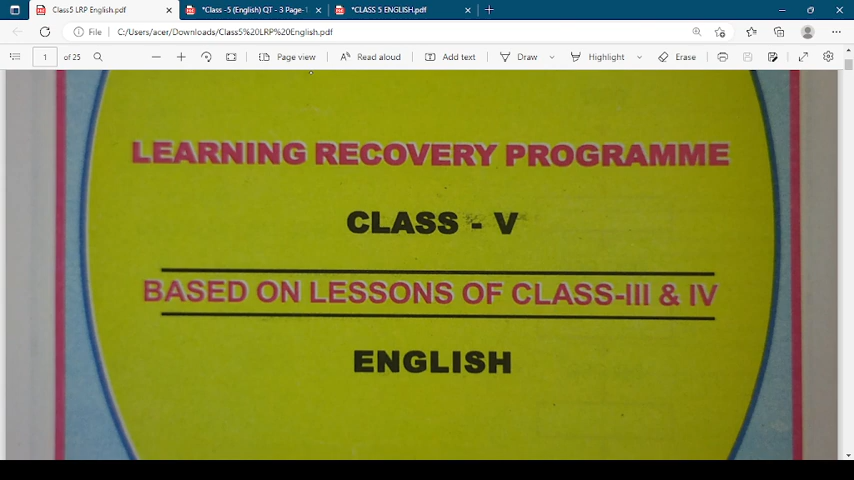 Class5 LRP English.pdf
*Class -5 (English) QT - 3 Page-1
*CLASS 5 ENGLISH.pdf
File C:/Users/acer/Downloads/Class5%20LRP%20English.pdf
1 of 25 Page view Read aloud Add text Draw Highlight Erase
LEARNING RECOVERY PROGRAMME
CLASS - V
BASED ON LESSONS OF CLASS-III & IV
ENGLISH